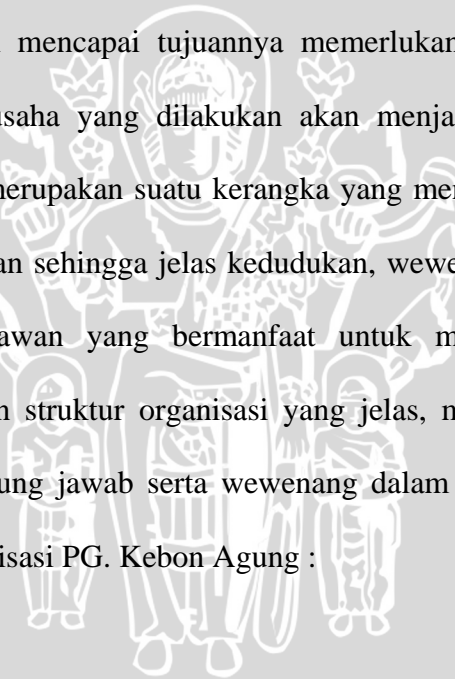 mencapai tujuannya memerlukan
usaha yang dilakukan akan menja
merupakan suatu kerangka yang mer
an sehingga jelas kedudukan, wewe
awan yang bermanfaat untuk m
n struktur organisasi yang jelas, m
ung jawab serta wewenang dalam
isasi PG. Kebon Agung :